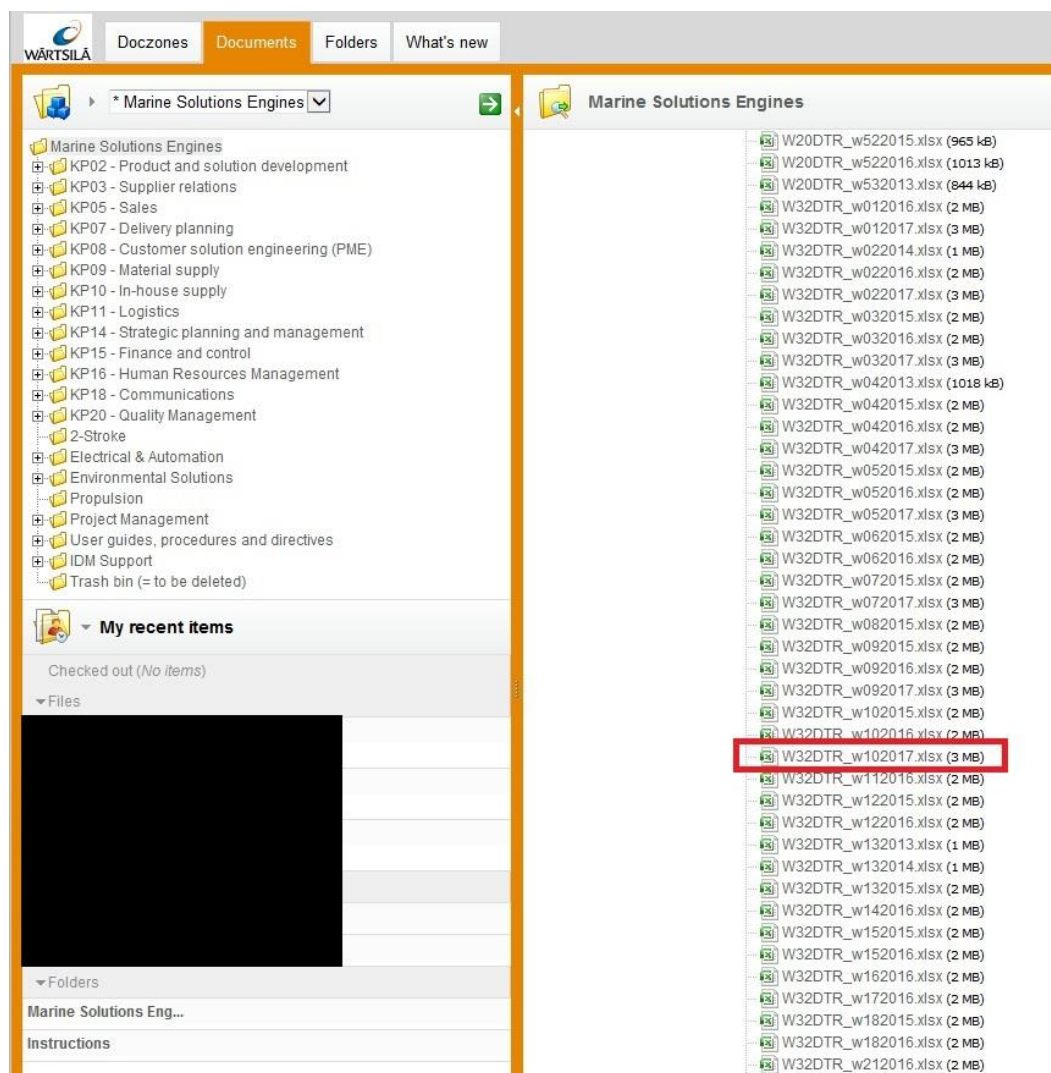 WÄRTSILÄ
Doczones
Documents
Folders
What's new
* Marine Solutions Engines
Marine Solutions Engines
KP02 - Product and solution development
KP03 - Supplier relations
KP05 - Sales
KP07 - Delivery planning
KP08 - Customer solution engineering (PME)
KP09 - Material supply
KP10 - In-house supply
KP11 - Logistics
KP14 - Strategic planning and management
KP15 - Finance and control
KP16 - Human Resources Management
KP18 - Communications
KP20 - Quality Management
2-Stroke
Electrical & Automation
Environmental Solutions
Propulsion
Project Management
User guides, procedures and directives
IDM Support
Trash bin (= to be deleted)
My recent items
Checked out (No items)
Files
Folders
Marine Solutions Eng...
Instructions
Marine Solutions Engines
W20DTR_w522015.xlsx (965 kB)
W20DTR_w522016.xlsx (1013 kB)
W20DTR_w532013.xlsx (844 kB)
W32DTR_w012016.xlsx (2 MB)
W32DTR_w012017.xlsx (3 MB)
W32DTR_w022014.xlsx (1 MB)
W32DTR_w022016.xlsx (2 MB)
W32DTR_w022017.xlsx (3 MB)
W32DTR_w032015.xlsx (2 MB)
W32DTR_w032016.xlsx (2 MB)
W32DTR_w032017.xlsx (3 MB)
W32DTR_w042013.xlsx (1018 kB)
W32DTR_w042015.xlsx (2 MB)
W32DTR_w042016.xlsx (2 MB)
W32DTR_w042017.xlsx (3 MB)
W32DTR_w052015.xlsx (2 MB)
W32DTR_w052016.xlsx (2 MB)
W32DTR_w052017.xlsx (3 MB)
W32DTR_w062015.xlsx (2 MB)
W32DTR_w062016.xlsx (2 MB)
W32DTR_w072015.xlsx (2 MB)
W32DTR_w072017.xlsx (3 MB)
W32DTR_w082015.xlsx (2 MB)
W32DTR_w092015.xlsx (2 MB)
W32DTR_w092016.xlsx (2 MB)
W32DTR_w092017.xlsx (3 MB)
W32DTR_w102015.xlsx (2 MB)
W32DTR_w102016.xlsx (2 MB)
W32DTR_w102017.xlsx (3 MB)
W32DTR_w112016.xlsx (2 MB)
W32DTR_w122015.xlsx (2 MB)
W32DTR_w122016.xlsx (2 MB)
W32DTR_w132013.xlsx (1 MB)
W32DTR_w132014.xlsx (1 MB)
W32DTR_w132015.xlsx (2 MB)
W32DTR_w142016.xlsx (2 MB)
W32DTR_w152015.xlsx (2 MB)
W32DTR_w152016.xlsx (2 MB)
W32DTR_w162016.xlsx (2 MB)
W32DTR_w172016.xlsx (2 MB)
W32DTR_w182015.xlsx (2 MB)
W32DTR_w182016.xlsx (2 MB)
W32DTR_w212016.xlsx (2 MB)